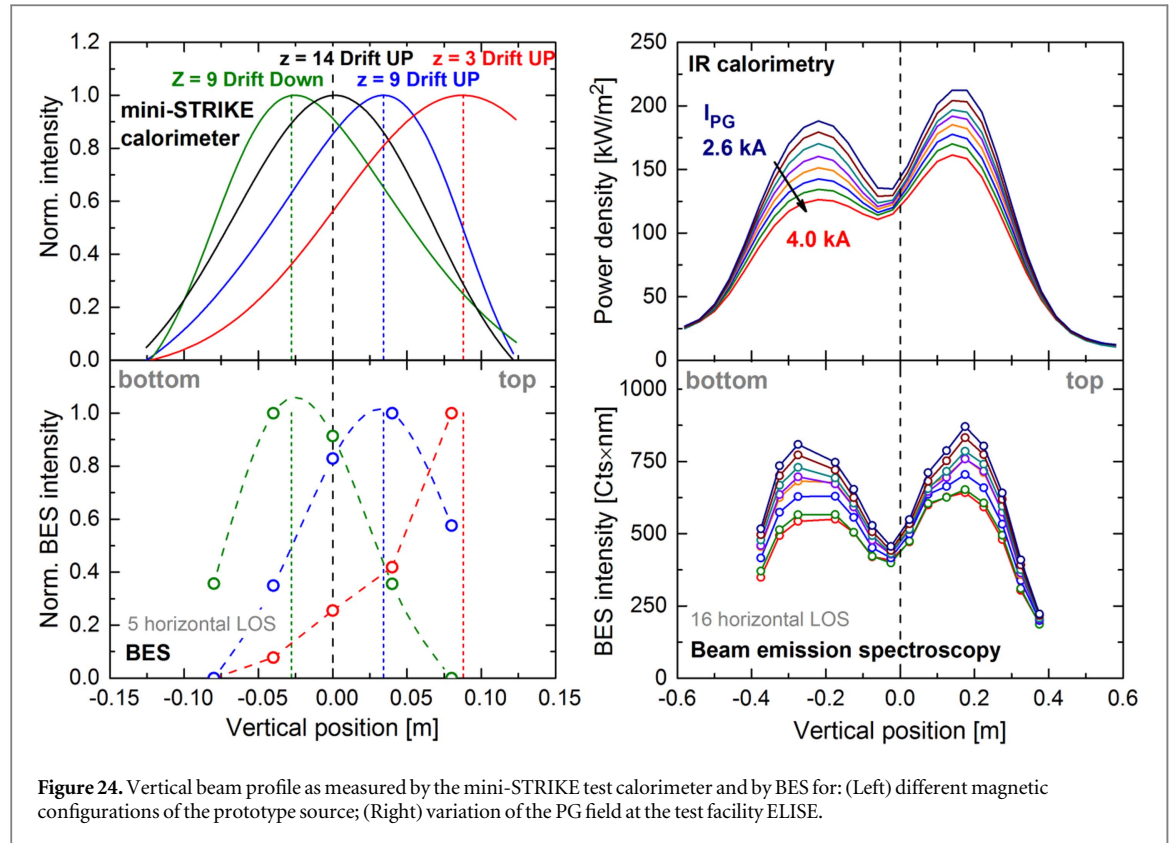 1.2
1.0
0.8
0.6
0.4
0.2
0.0
Norm. intensity
z = 14 Drift UP
z = 3 Drift UP
Z = 9 Drift Down
z = 9 Drift UP
mini-STRIKE
calorimeter
250
200
150
100
50
0
Power density [kW/m²]
IR calorimetry
I_PG
2.6 kA
4.0 kA
bottom
top
1.0
0.8
0.6
0.4
0.2
0.0
Norm. BES intensity
5 horizontal LOS
BES
-0.15
-0.10
-0.05
0.00
0.05
0.10
0.15
Vertical position [m]
bottom
top
1000
750
500
250
0
BES intensity [Cts×nm]
16 horizontal LOS
Beam emission spectroscopy
-0.6
-0.4
-0.2
0.0
0.2
0.4
0.6
Vertical position [m]
Figure 24. Vertical beam profile as measured by the mini-STRIKE test calorimeter and by BES for: (Left) different magnetic
configurations of the prototype source; (Right) variation of the PG field at the test facility ELISE.